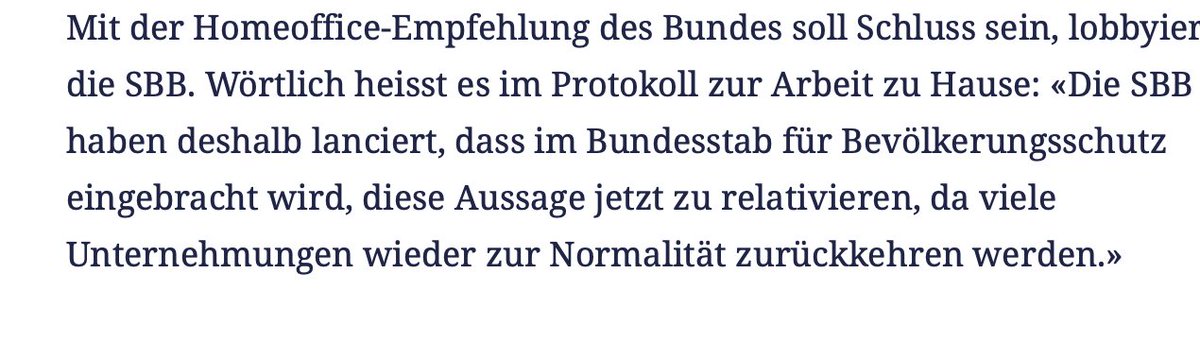 Mit der Homeoffice-Empfehlung des Bundes soll Schluss sein, lobbyier
die SBB. Wörtlich heisst es im Protokoll zur Arbeit zu Hause: «Die SBB
haben deshalb lanciert, dass im Bundesstab für Bevölkerungsschutz
eingebracht wird, diese Aussage jetzt zu relativieren, da viele
Unternehmungen wieder zur Normalität zurückkehren werden.»